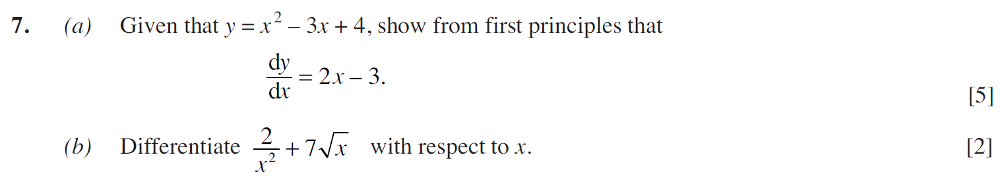 7. (a) Given that y = x² – 3x + 4, show from first principles that
dy/dx = 2x – 3.
[5]
(b) Differentiate 2/x² + 7√x with respect to x. [2]